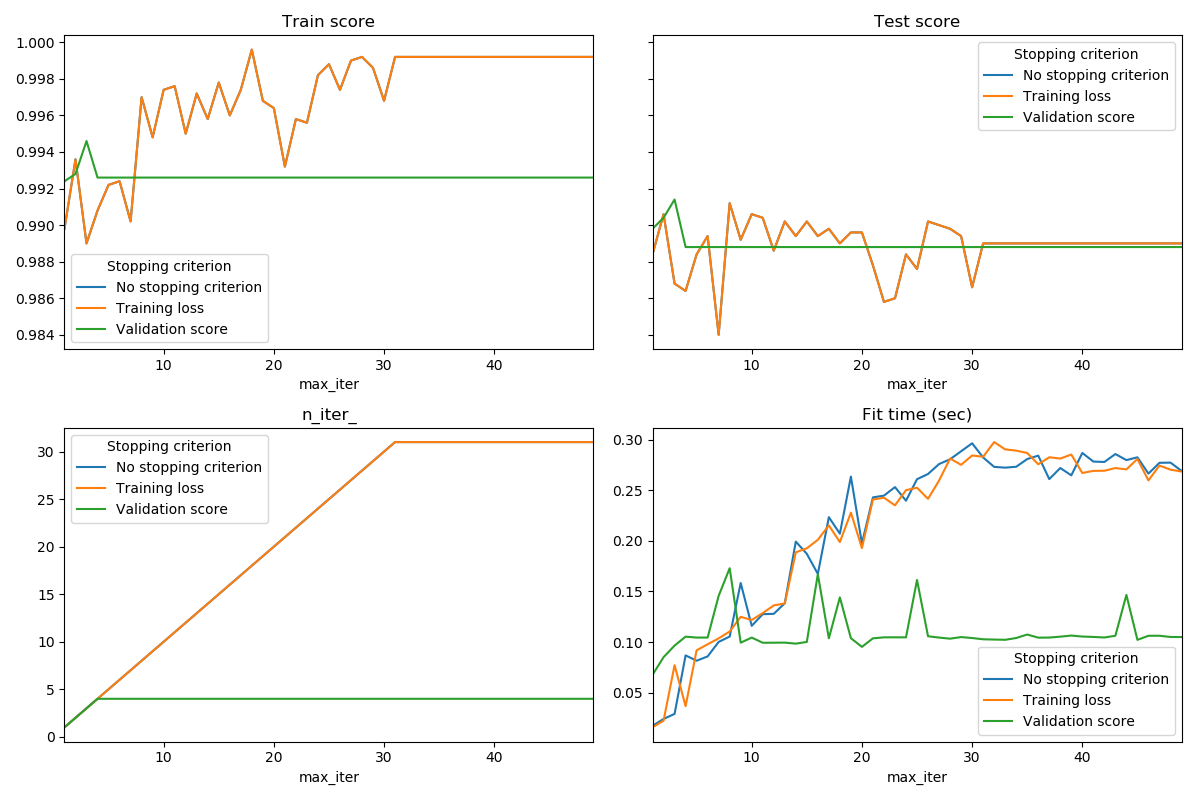 Train score
1.000
0.998
0.996
0.994
0.992
0.990
0.988
0.986
0.984
Stopping criterion
No stopping criterion
Training loss
Validation score
10 20 30 40
max_iter
Test score
Stopping criterion
No stopping criterion
Training loss
Validation score
10 20 30 40
max_iter
n_iter_
30
25
20
15
10
5
0
Stopping criterion
No stopping criterion
Training loss
Validation score
10 20 30 40
max_iter
Fit time (sec)
0.30
0.25
0.20
0.15
0.10
0.05
Stopping criterion
No stopping criterion
Training loss
Validation score
10 20 30 40
max_iter